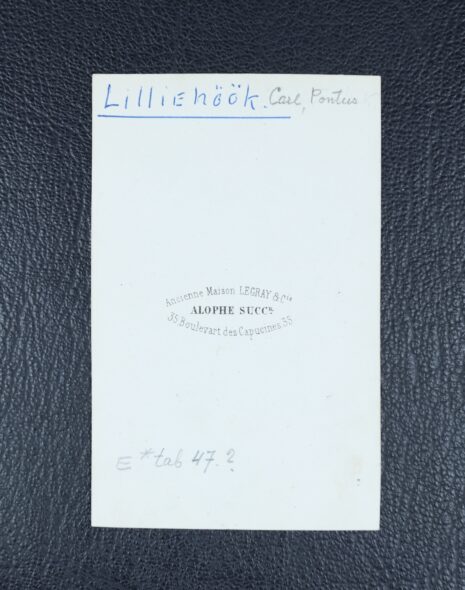 Lilliehöök. Carl, Pontus
Ancienne Maison LEGRAY & Cie
ALOPHE SUCCR
35, Boulevart des Capucines, 35
E *tab 47.2